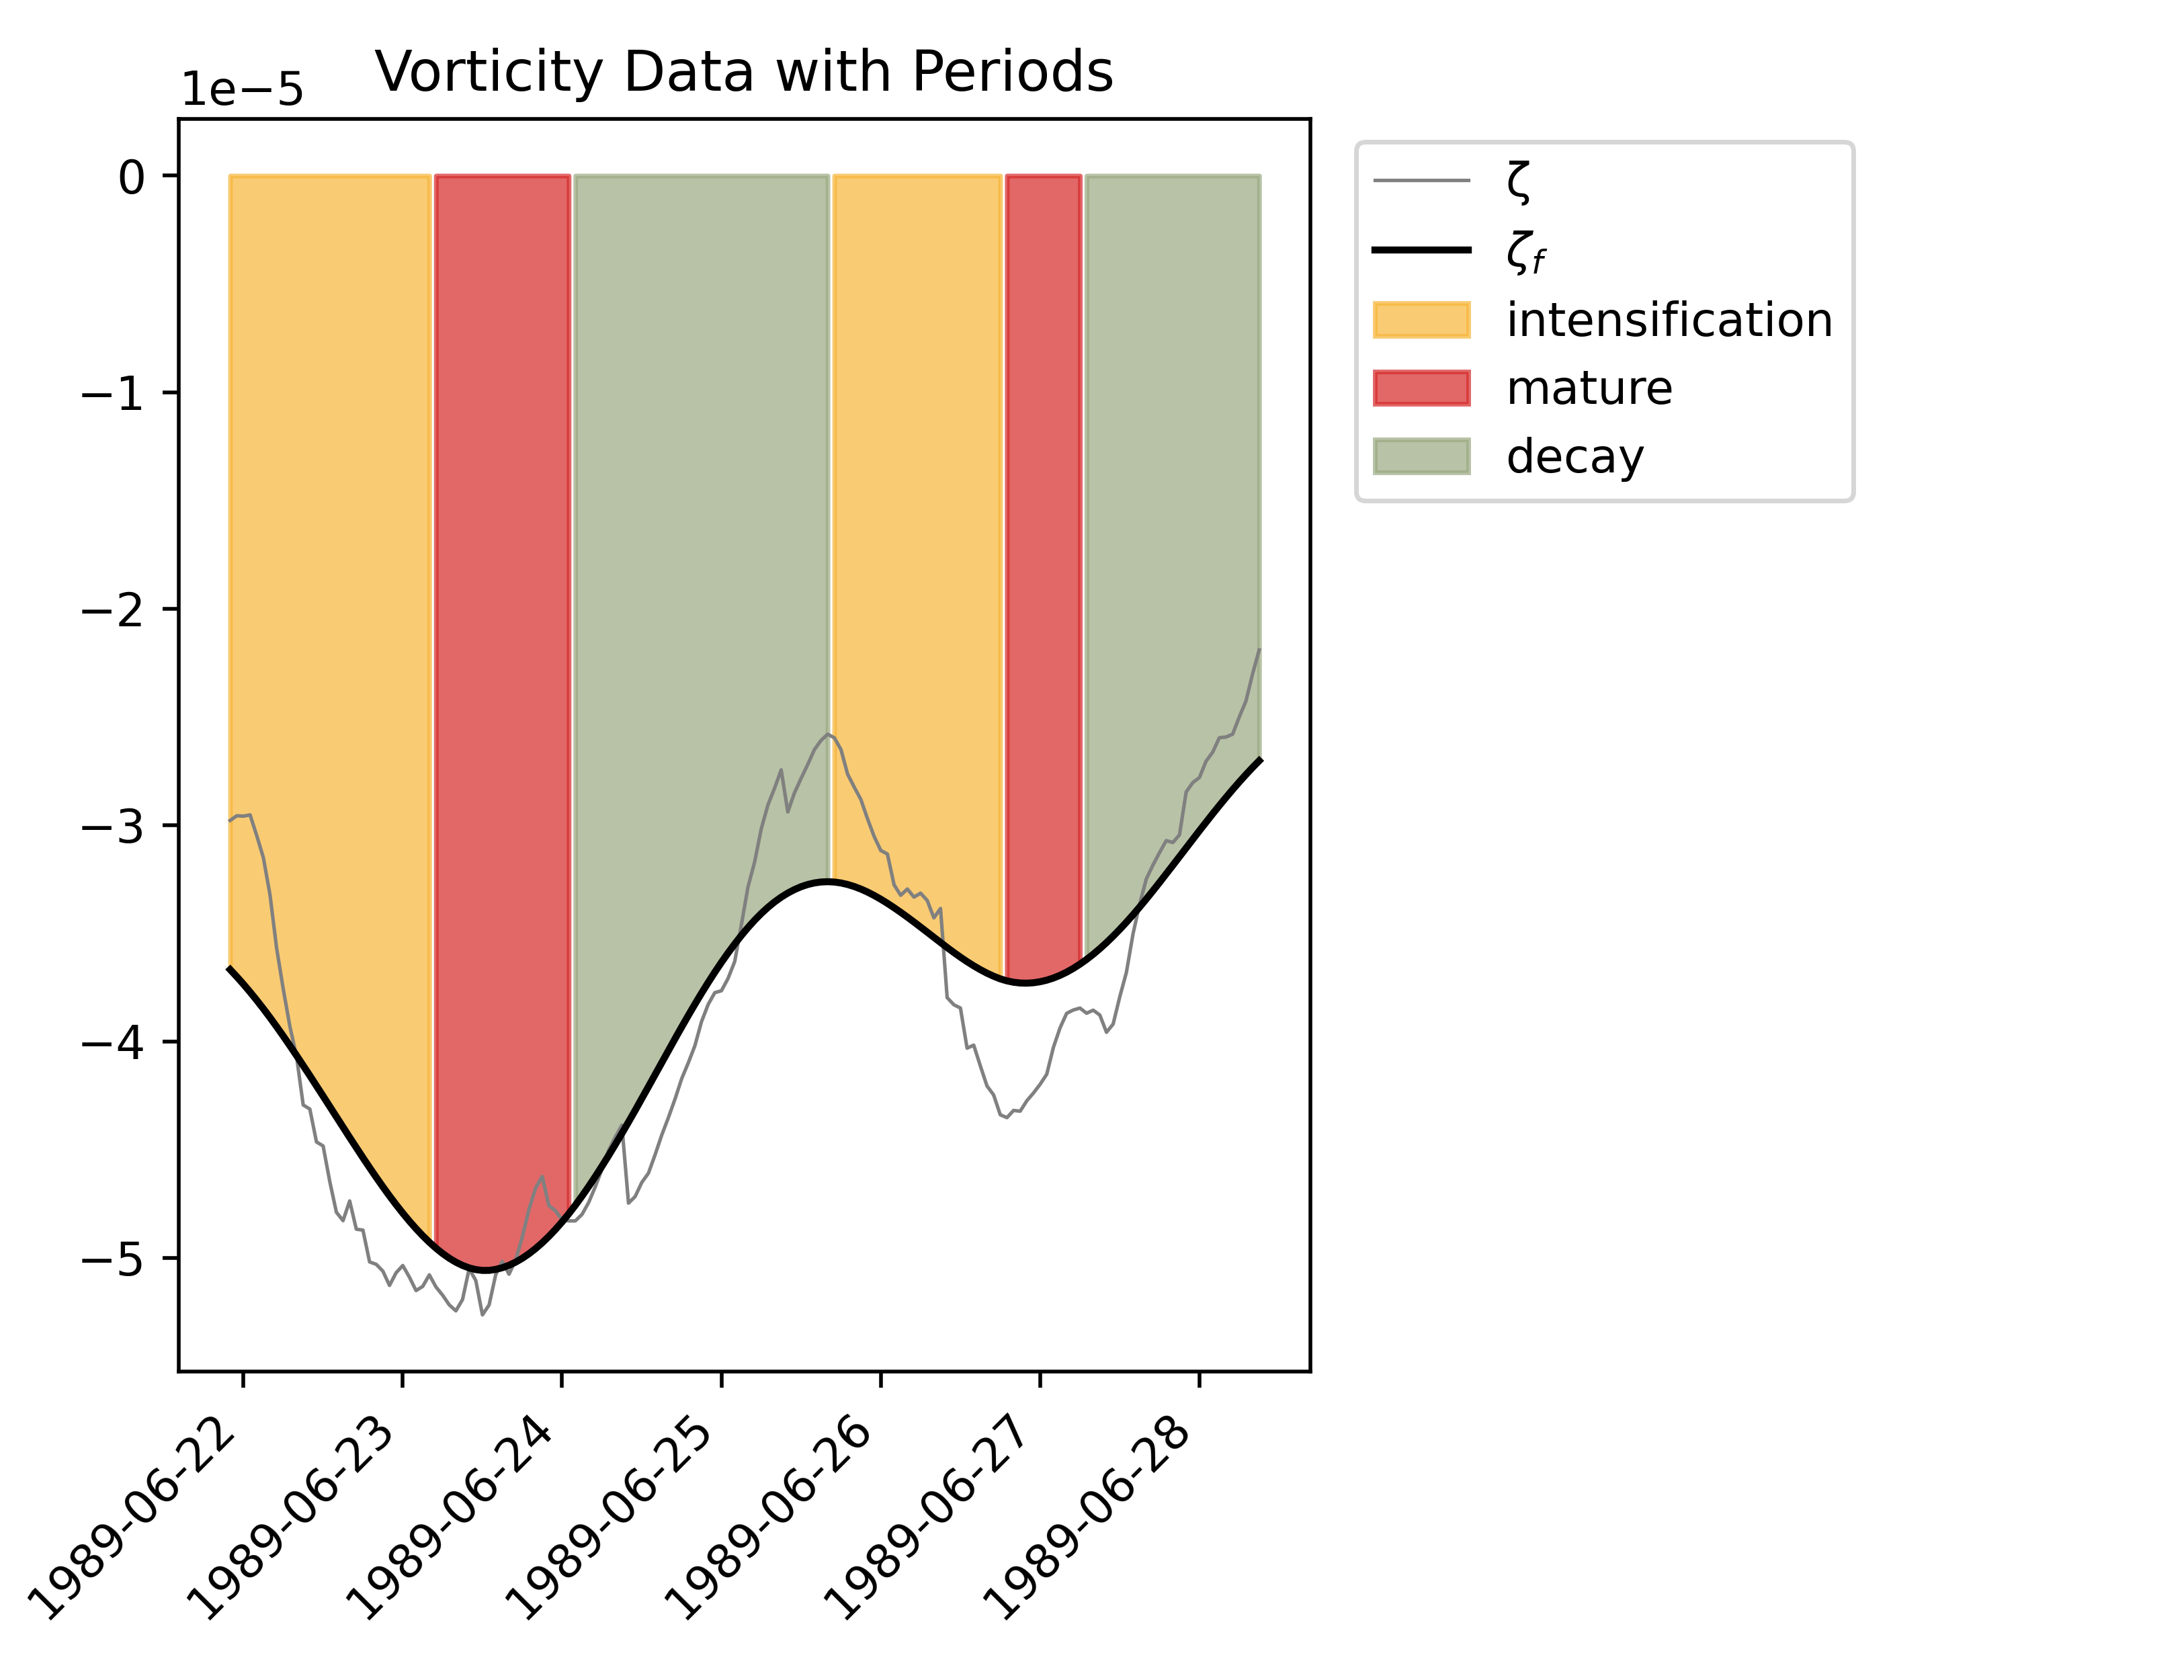 Vorticity Data with Periods
1e−5
0
−1
−2
−3
−4
−5
1989-06-22
1989-06-23
1989-06-24
1989-06-25
1989-06-26
1989-06-27
1989-06-28
ζ
ζf
intensification
mature
decay